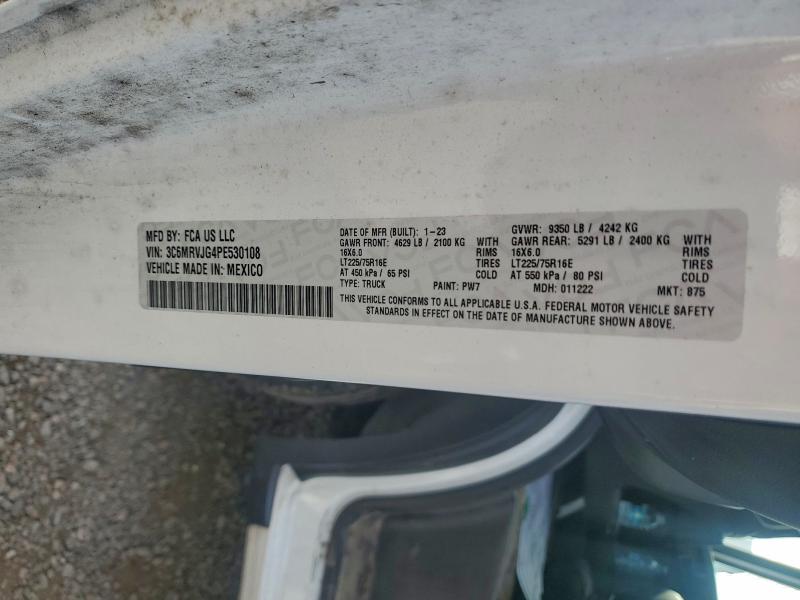 MFD BY: FCA US LLC
VIN: 3C6MRVJG4PE530108
VEHICLE MADE IN: MEXICO
DATE OF MFR (BUILT): 1-23
GAWR FRONT: 4629 LB / 2100 KG
16X6.0 RIMS
LT225/75R16E TIRES
AT 450 kPa / 65 PSI COLD
TYPE: TRUCK PAINT: PW7
GVWR: 9350 LB / 4242 KG
GAWR REAR: 5291 LB / 2400 KG
16X6.0 RIMS
LT225/75R16E TIRES
AT 550 kPa / 80 PSI COLD
MDH: 011222 MKT: 875
THIS VEHICLE CONFORMS TO ALL APPLICABLE U.S.A. FEDERAL MOTOR VEHICLE SAFETY
STANDARDS IN EFFECT ON THE DATE OF MANUFACTURE SHOWN ABOVE.